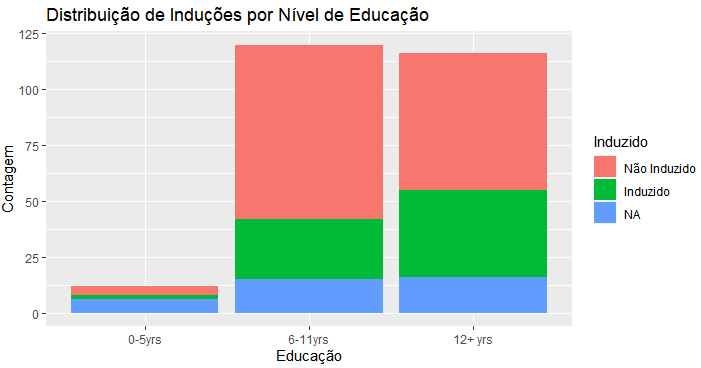 Distribuição de Induções por Nível de Educação
125
100
75
50
25
0
Contagem
0-5yrs
6-11yrs
12+ yrs
Educação
Induzido
Não Induzido
Induzido
NA